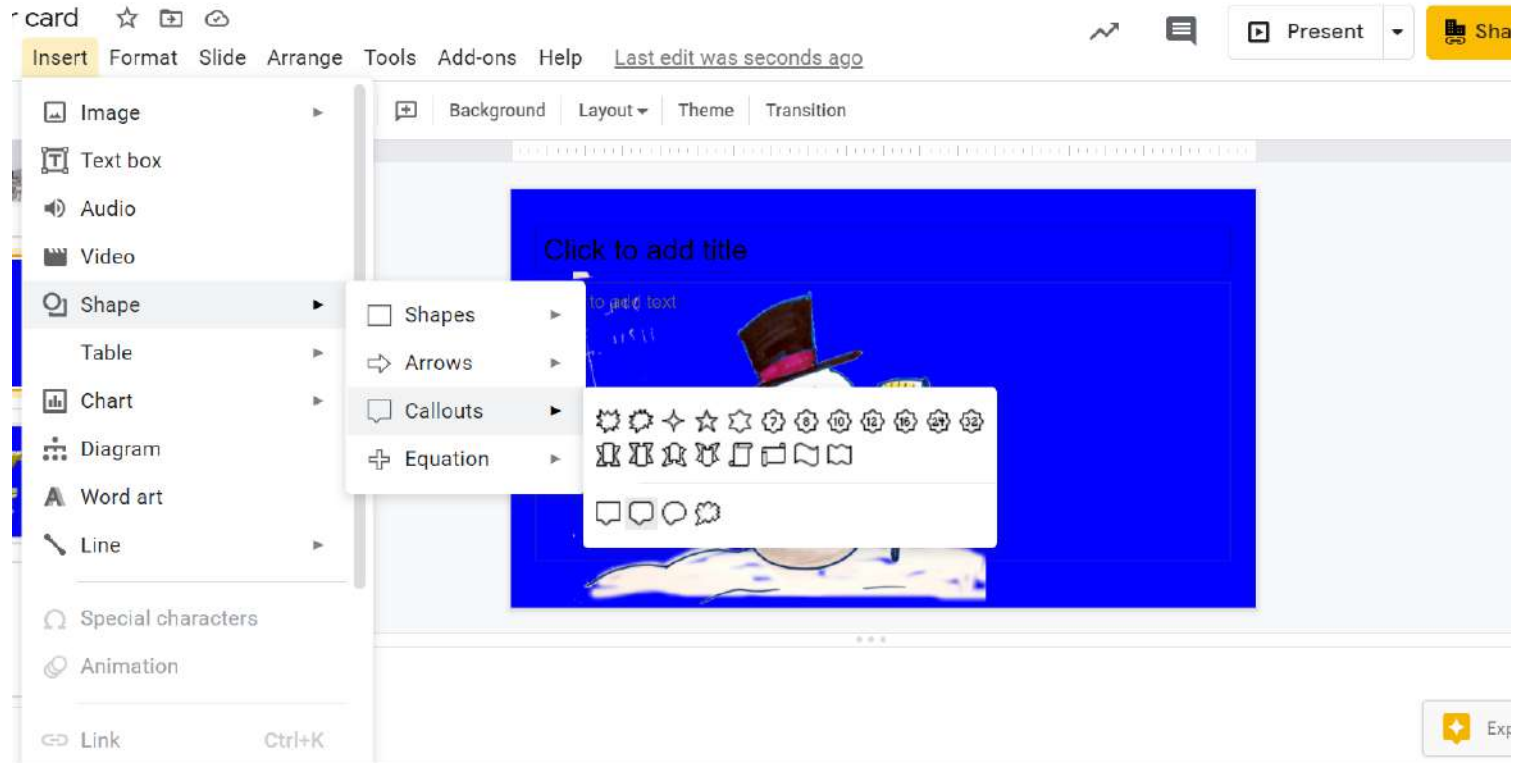 card
Insert Format Slide Arrange Tools Add-ons Help Last edit was seconds ago
Present
Sha
Image
Text box
Audio
Video
Shape
Table
Chart
Diagram
Word art
Line
Special characters
Animation
Link Ctrl+K
Background Layout Theme Transition
Shapes
Arrows
Callouts
Equation
7 8 10 12 16 24 32
Click to add title
to add text
Exp